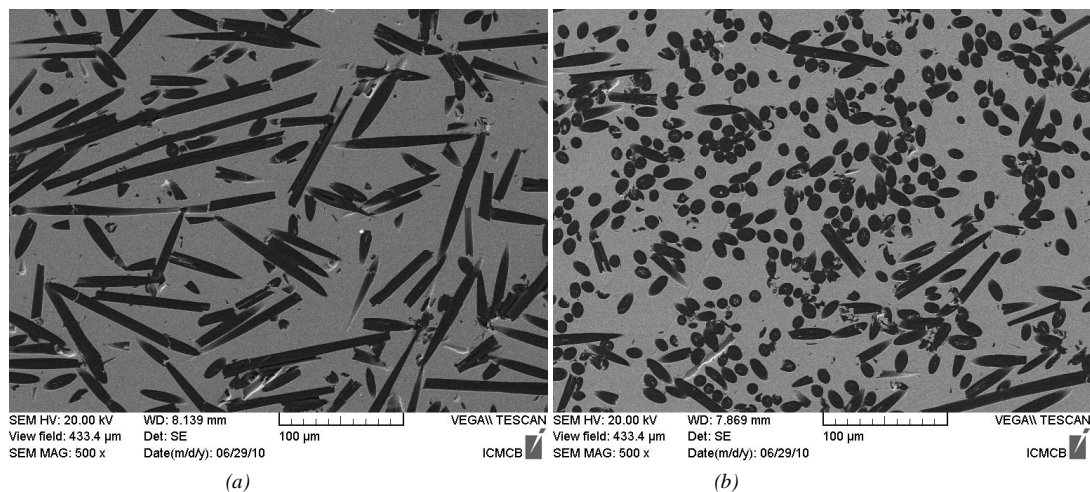 SEM HV: 20.00 kV WD: 8.139 mm VEGA\\ TESCAN
View field: 433.4 µm Det: SE 100 µm
SEM MAG: 500 x Date(m/d/y): 06/29/10 ICMCB
(a)
SEM HV: 20.00 kV WD: 7.869 mm VEGA\\ TESCAN
View field: 433.4 µm Det: SE 100 µm
SEM MAG: 500 x Date(m/d/y): 06/29/10 ICMCB
(b)